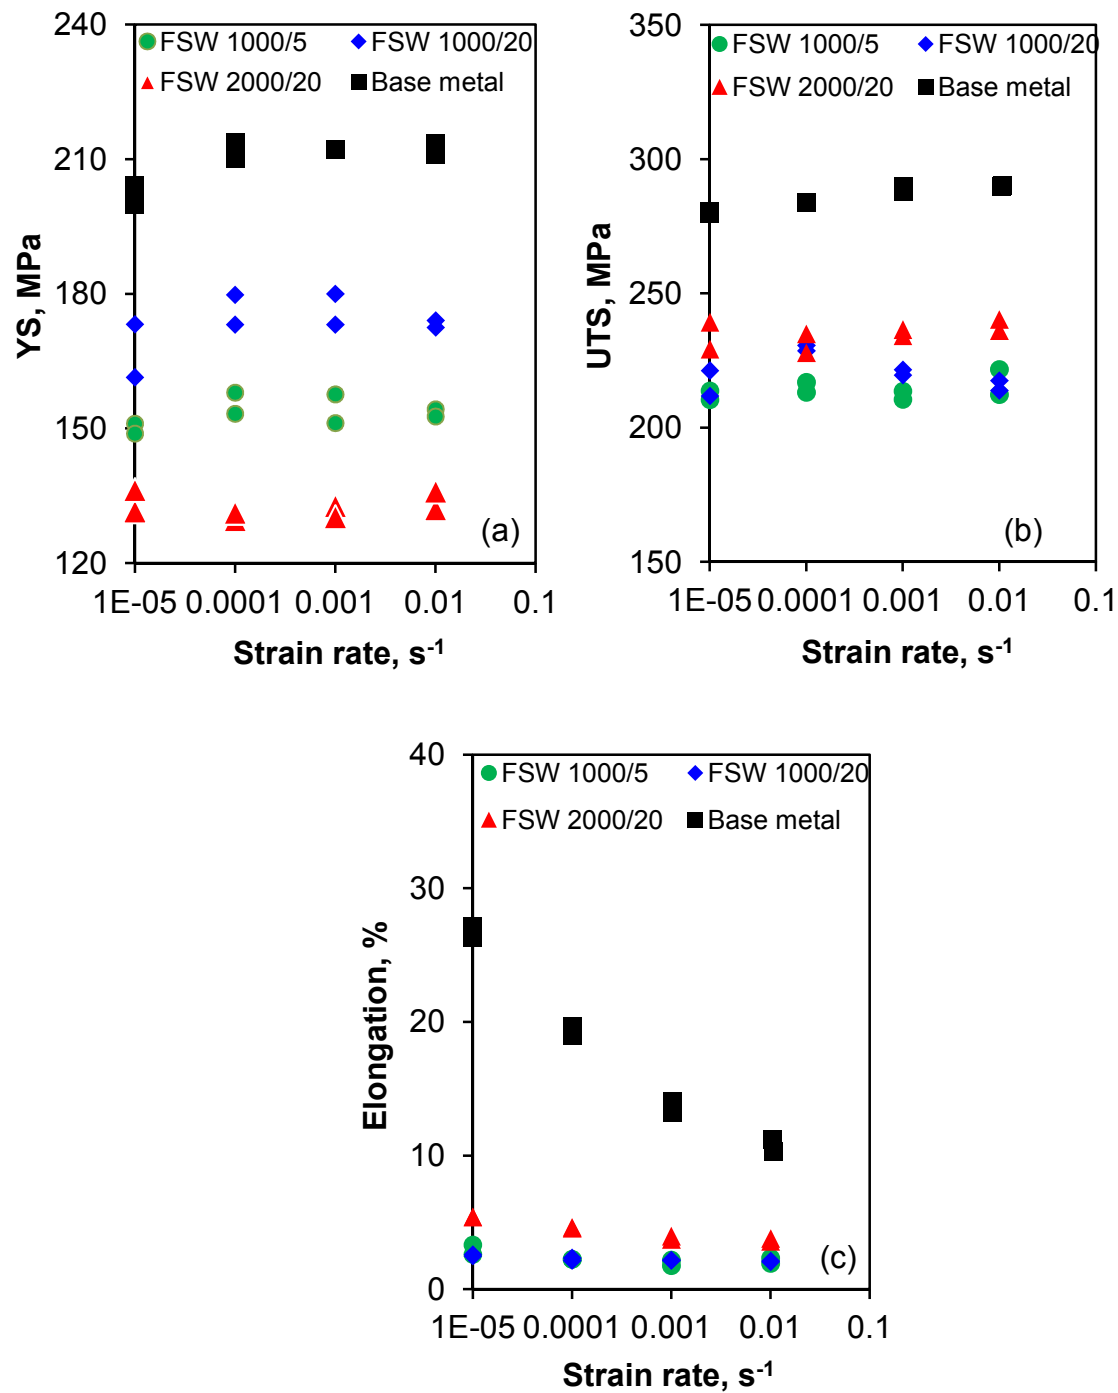 240
FSW 1000/5
FSW 1000/20
FSW 2000/20
Base metal
210
180
150
120
YS, MPa
(a)
1E-05 0.0001 0.001 0.01 0.1
Strain rate, s-1
350
FSW 1000/5
FSW 1000/20
FSW 2000/20
Base metal
300
250
200
150
UTS, MPa
(b)
1E-05 0.0001 0.001 0.01 0.1
Strain rate, s-1
40
FSW 1000/5
FSW 1000/20
FSW 2000/20
Base metal
30
20
10
0
Elongation, %
(c)
1E-05 0.0001 0.001 0.01 0.1
Strain rate, s-1